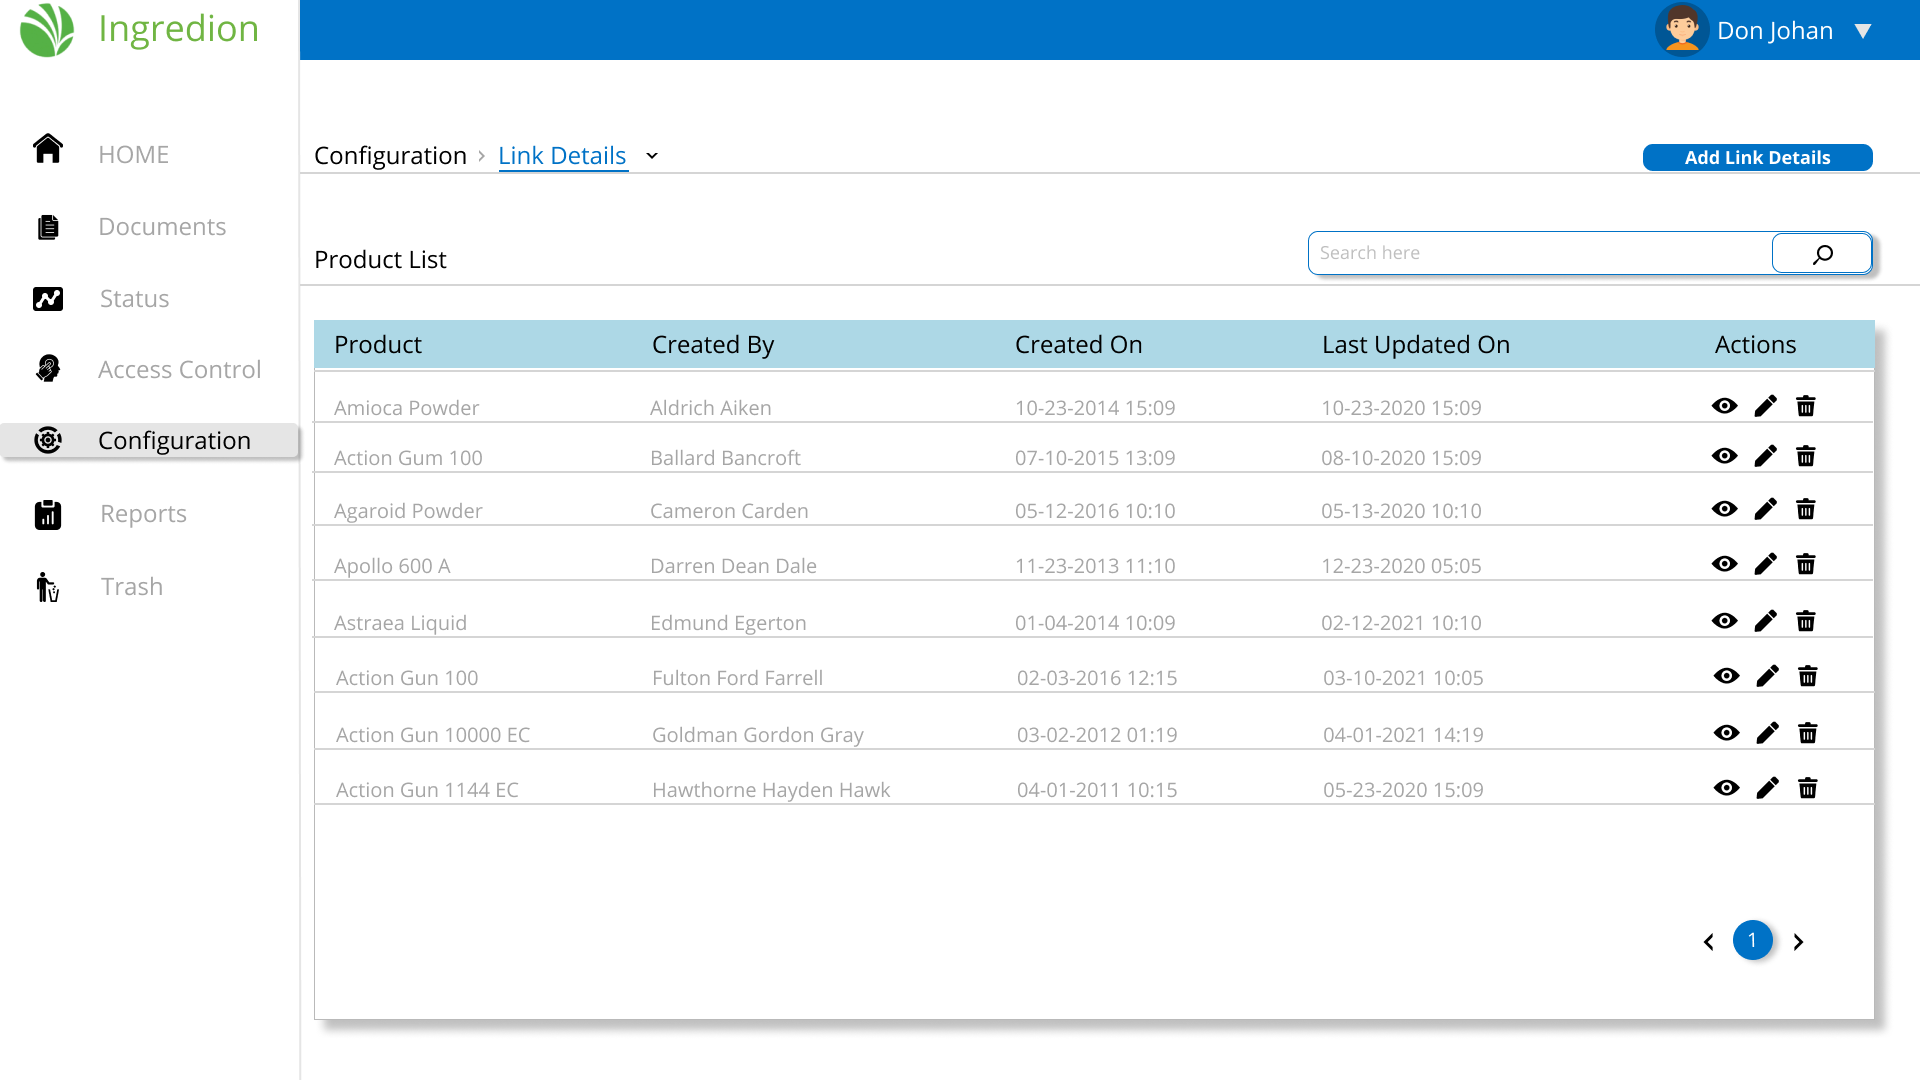 Ingredion
Don Johan
HOME
Documents
Status
Access Control
Configuration
Reports
Trash
Configuration › Link Details
Add Link Details
Product List
Search here
Product Created By Created On Last Updated On Actions
Amioca Powder Aldrich Aiken 10-23-2014 15:09 10-23-2020 15:09
Action Gum 100 Ballard Bancroft 07-10-2015 13:09 08-10-2020 15:09
Agaroid Powder Cameron Carden 05-12-2016 10:10 05-13-2020 10:10
Apollo 600 A Darren Dean Dale 11-23-2013 11:10 12-23-2020 05:05
Astraea Liquid Edmund Egerton 01-04-2014 10:09 02-12-2021 10:10
Action Gun 100 Fulton Ford Farrell 02-03-2016 12:15 03-10-2021 10:05
Action Gun 10000 EC Goldman Gordon Gray 03-02-2012 01:19 04-01-2021 14:19
Action Gun 1144 EC Hawthorne Hayden Hawk 04-01-2011 10:15 05-23-2020 15:09
1